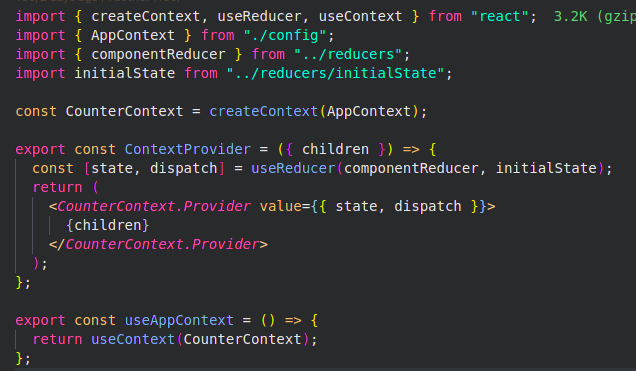 import { createContext, useReducer, useContext } from "react"; 3.2K (gzip
import { AppContext } from "./config";
import { componentReducer } from "../reducers";
import initialState from "../reducers/initialState";
const CounterContext = createContext(AppContext);
export const ContextProvider = ({ children }) => {
const [state, dispatch] = useReducer(componentReducer, initialState);
return (
<CounterContext.Provider value={{ state, dispatch }}>
{children}
</CounterContext.Provider>
);
};
export const useAppContext = () => {
return useContext(CounterContext);
};